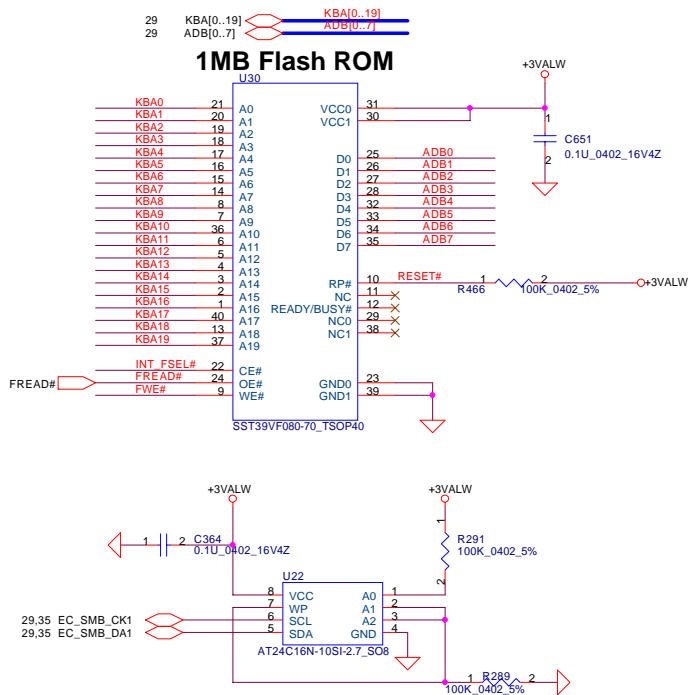 29 KBA[0..19] KBA[0..19]
29 ADB[0..7] ADB[0..7]
1MB Flash ROM
U30
+3VALW
KBA0 21 A0 VCC0 31
KBA1 20 A1 VCC1 30
KBA2 19 A2
KBA3 18 A3
KBA4 17 A4 D0 25 ADB0
KBA5 16 A5 D1 26 ADB1
KBA6 15 A6 D2 27 ADB2
KBA7 14 A7 D3 28 ADB3
KBA8 8 A8 D4 32 ADB4
KBA9 7 A9 D5 33 ADB5
KBA10 36 A10 D6 34 ADB6
KBA11 6 A11 D7 35 ADB7
KBA12 5 A12
KBA13 4 A13
KBA14 3 A14 RP# 10 RESET#
KBA15 2 A15 NC 11
KBA16 1 A16 READY/BUSY# 12
KBA17 40 A17 NC0 29
KBA18 13 A18 NC1 38
KBA19 37 A19
1
C651
0.1U_0402_16V4Z
2
1 2 +3VALW
R466 100K_0402_5%
INT_FSEL# 22 CE#
FREAD# FREAD# 24 OE# GND0 23
FWE# 9 WE# GND1 39
SST39VF080-70_TSOP40
+3VALW +3VALW
1 2 C364
0.1U_0402_16V4Z
1
R291
100K_0402_5%
2
U22
8 VCC A0 1
7 WP A1 2
29,35 EC_SMB_CK1 6 SCL A2 3
29,35 EC_SMB_DA1 5 SDA GND 4
AT24C16N-10SI-2.7_SO8
1 R289 2
100K_0402_5%